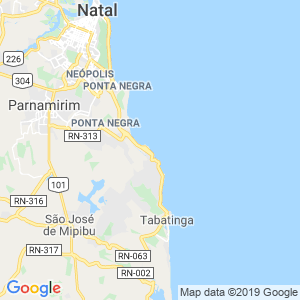 Natal
226
304
NEÓPOLIS
PONTA NEGRA
Parnamirim
PONTA NEGRA
RN-313
101
RN-316
São José
de Mipibu
Tabatinga
RN-317
RN-063
RN-002
Google
Map data ©2019 Google